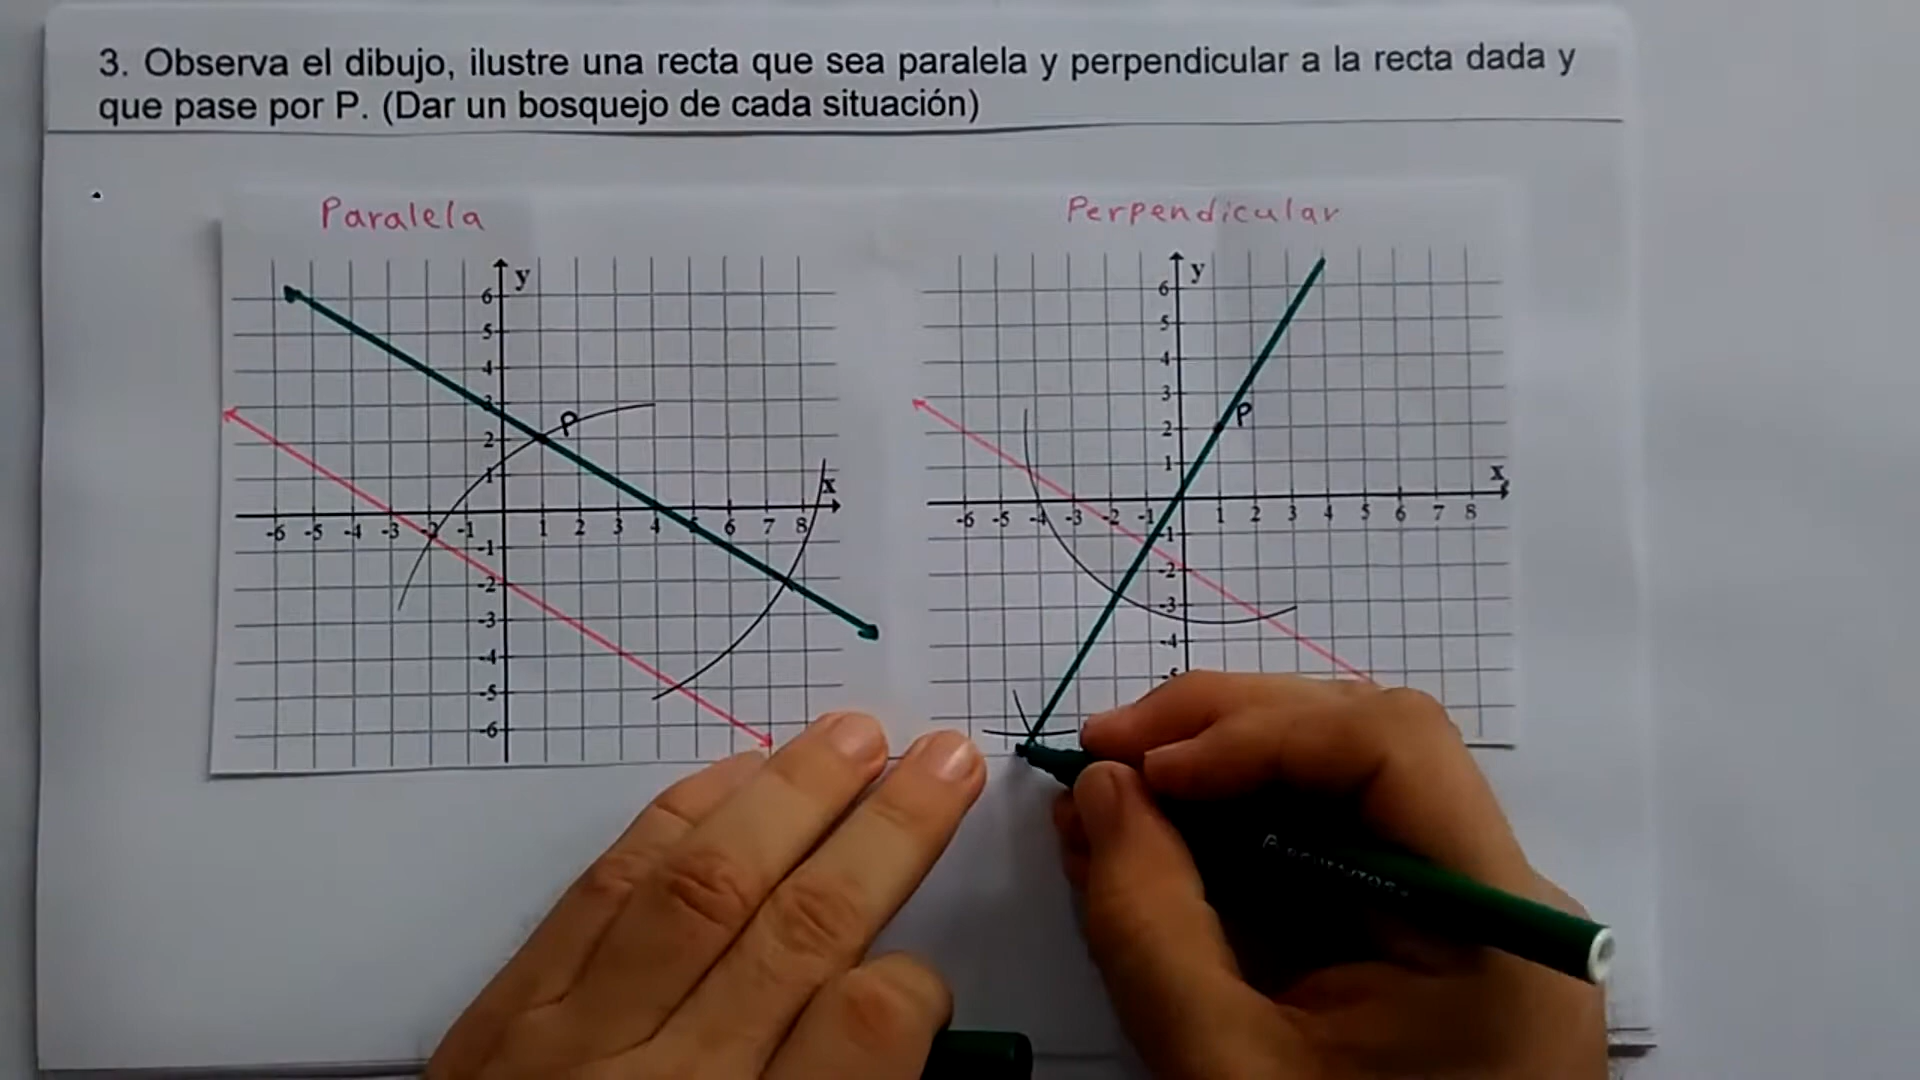 3. Observa el dibujo, ilustre una recta que sea paralela y perpendicular a la recta dada y
que pase por P. (Dar un bosquejo de cada situación)
Paralela
y
6
5
4
3
2
1
P
x
-6 -5 -4 -3 -2 -1 1 2 3 4 5 6 7 8
-1
-2
-3
-4
-5
-6
Perpendicular
y
6
5
4
3
2
1
P
x
-6 -5 -4 -3 -2 -1 1 2 3 4 5 6 7 8
-1
-2
-3
-4